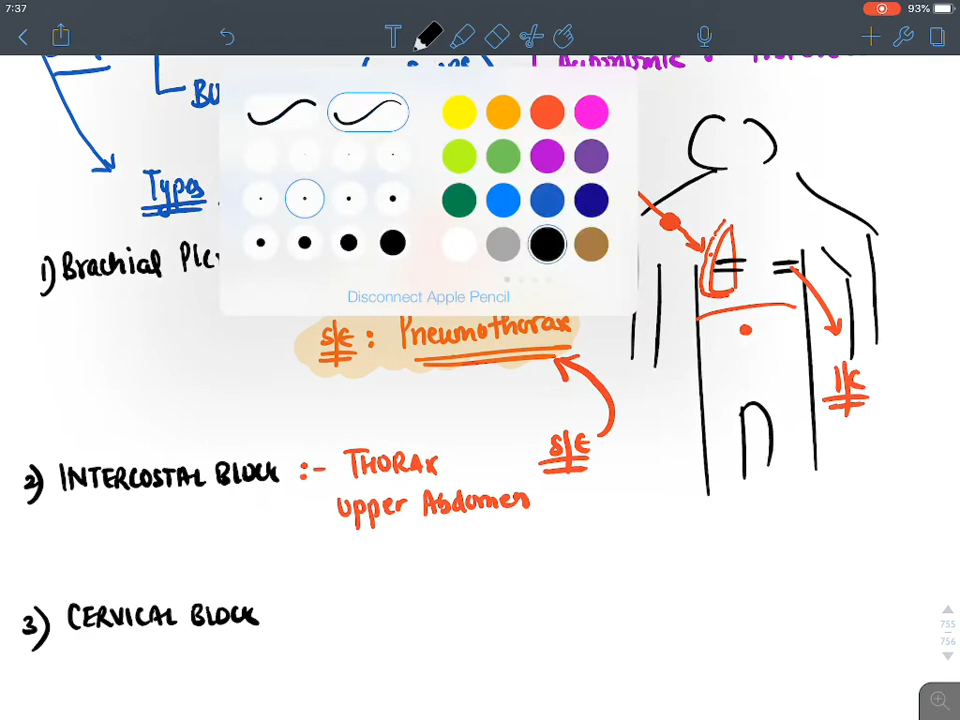 7:37
93%
T
BU
Types
1) Brachial Ple
Disconnect Apple Pencil
S/E : Pneumothorax
I/C
S/E
2) INTERCOSTAL BLOCK :- THORAX
Upper Abdomen
3) CERVICAL BLOCK
755
756